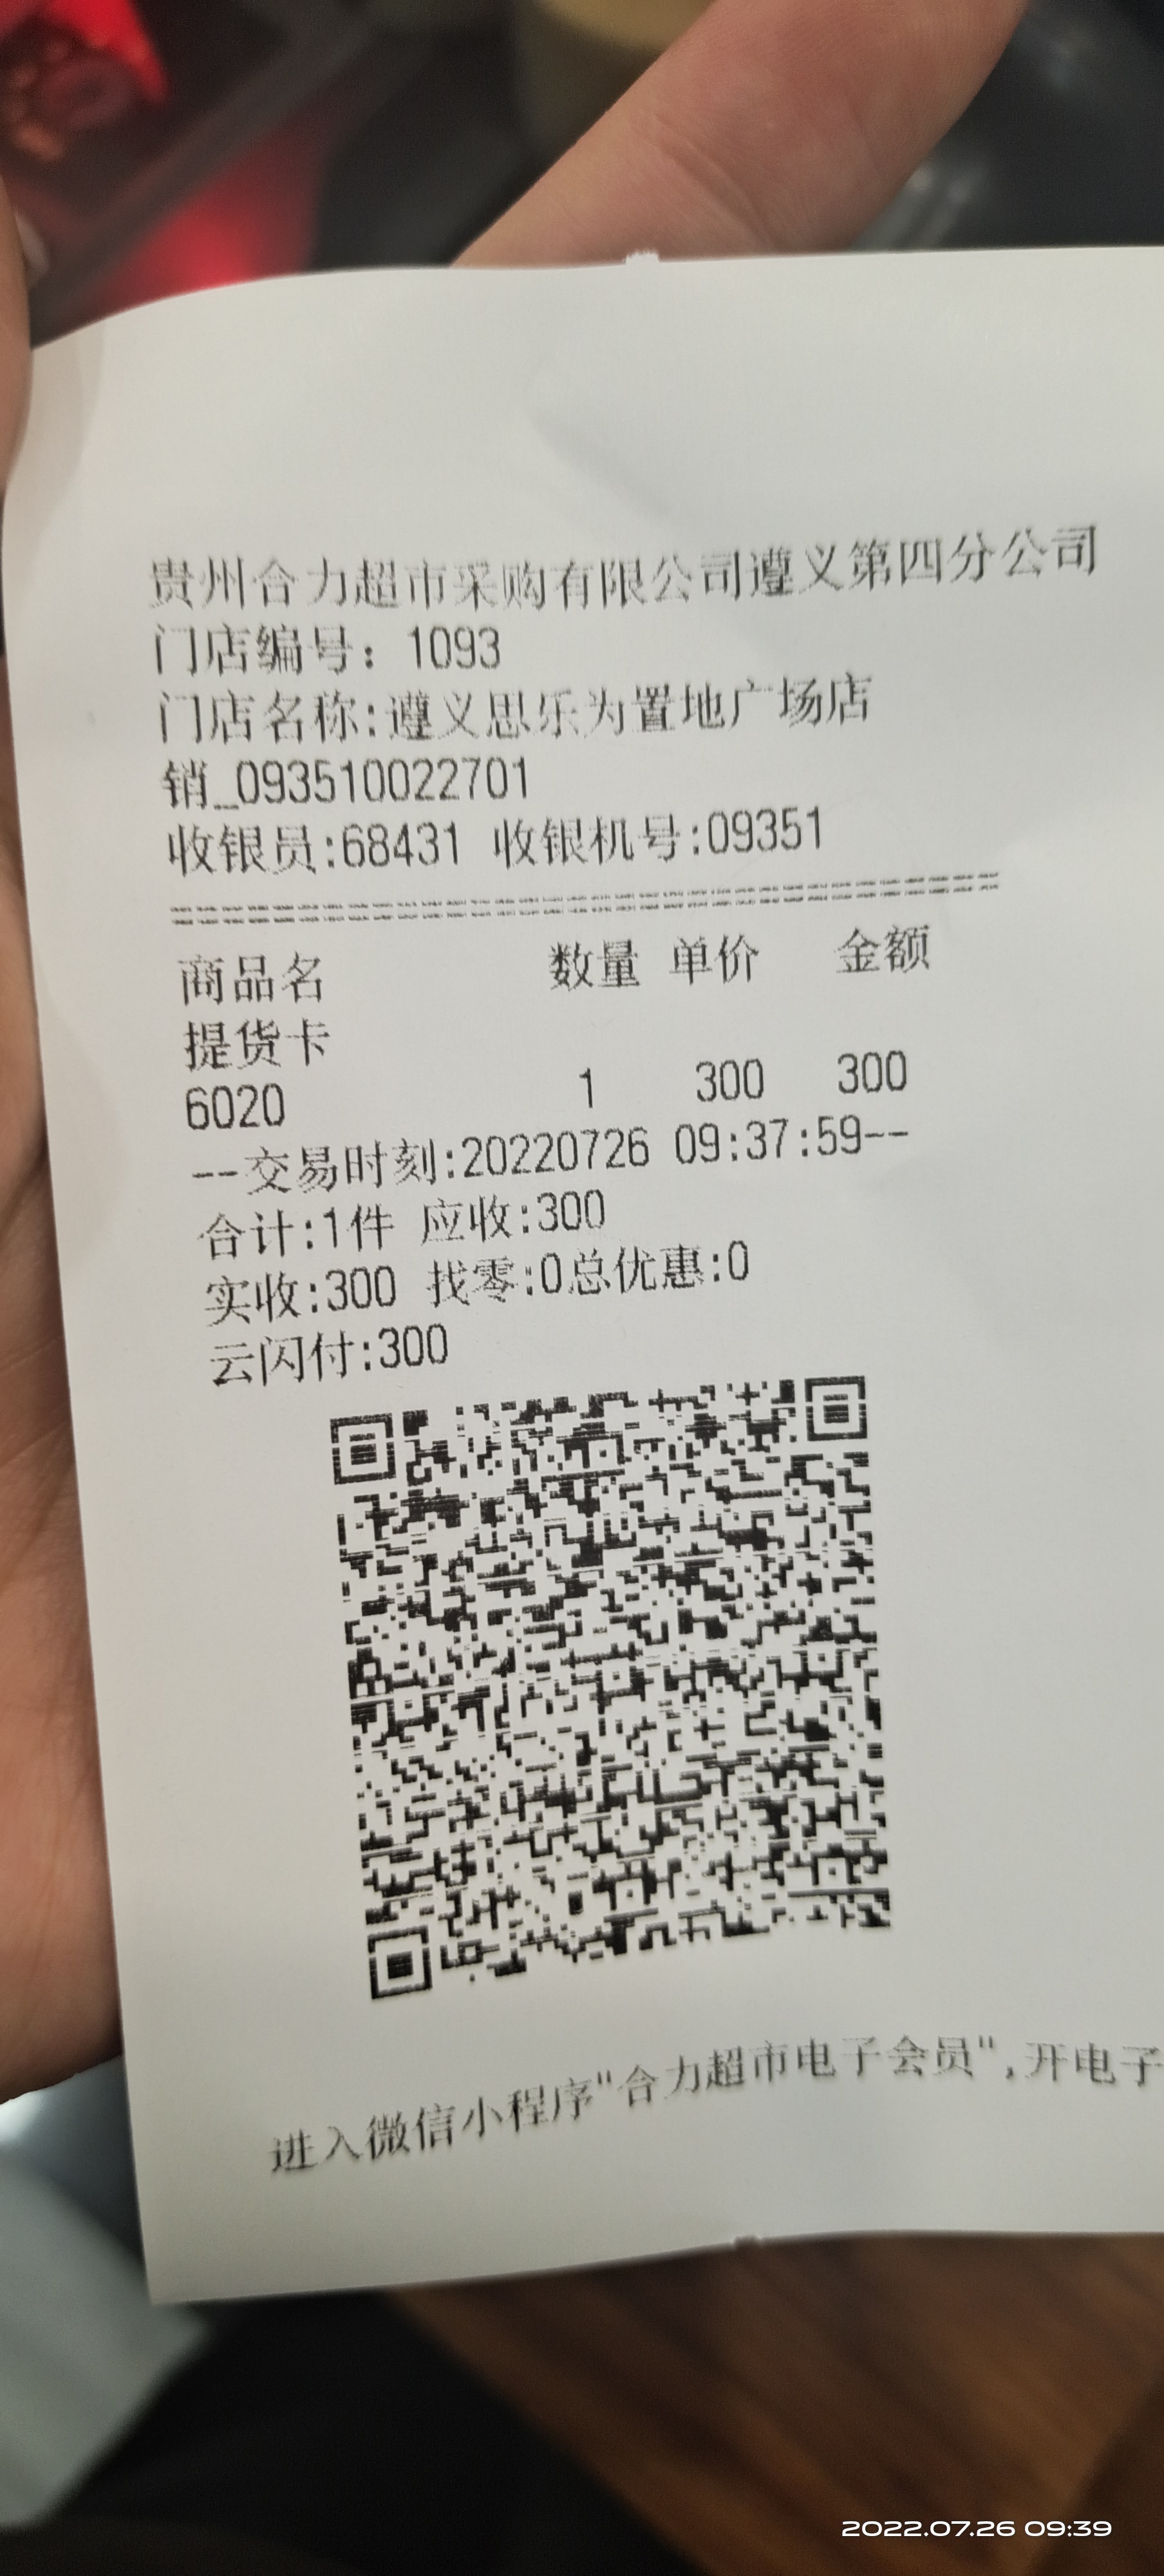 贵州合力超市采购有限公司遵义第四分公司
门店编号：1093
门店名称:遵义思乐为置地广场店
销_093510022701
收银员:68431 收银机号:09351
商品名 数量 单价 金额
提货卡
6020 1 300 300
--交易时刻:20220726 09:37:59--
合计:1件 应收:300
实收:300 找零:0总优惠:0
云闪付:300
进入微信小程序"合力超市电子会员",开电子
2022.07.26 09:39